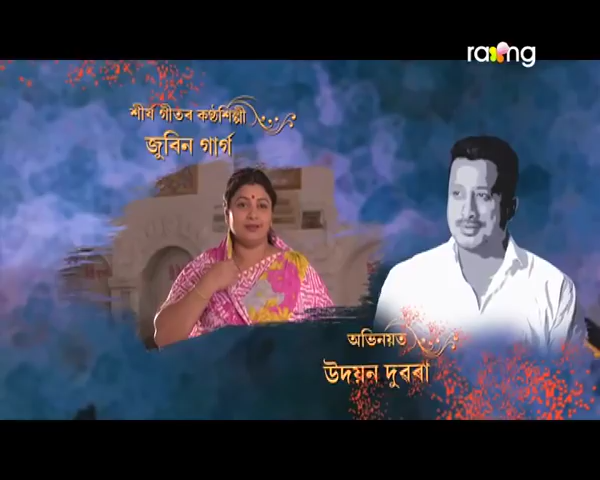 rang
শীৰ্ষ গীতৰ কণ্ঠশিল্পী
জুবিন গাৰ্গ
অভিনয়ত
উদয়ন দুৱৰা